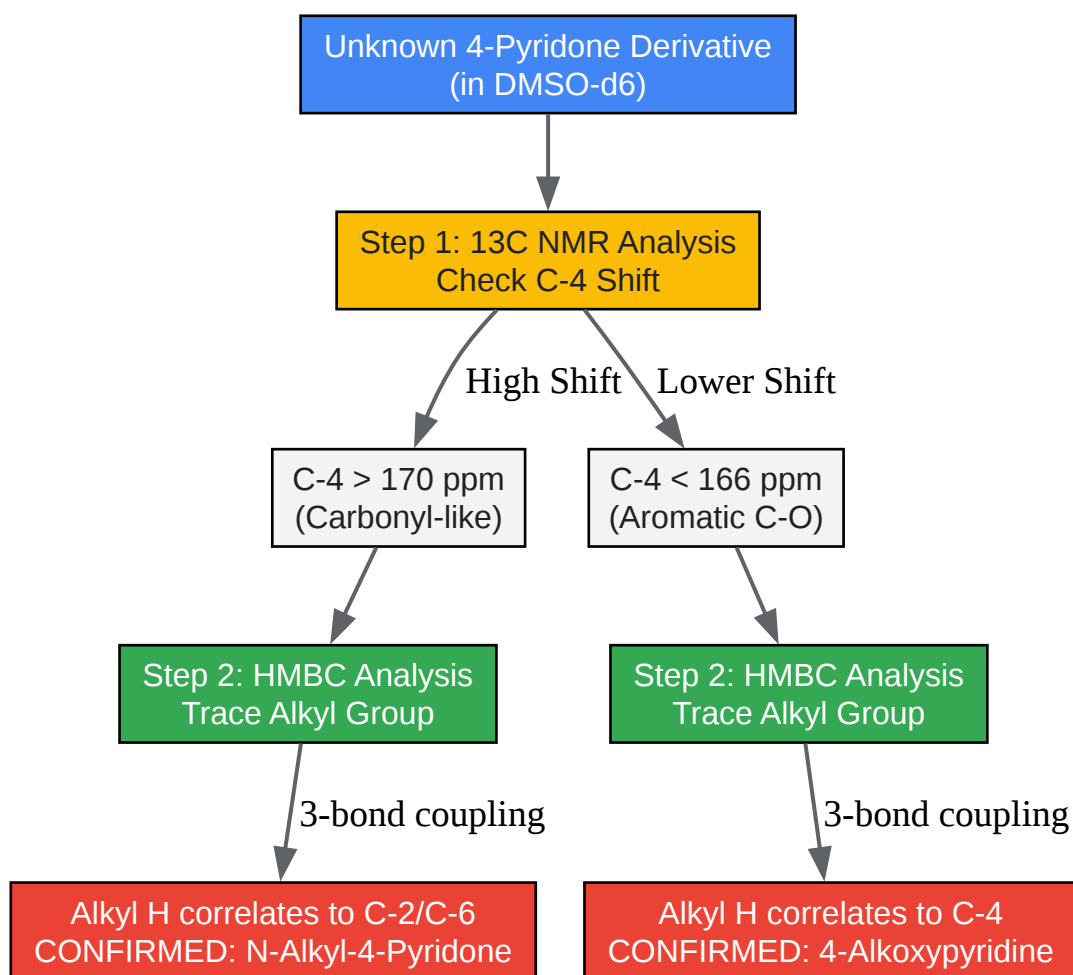 Unknown 4-Pyridone Derivative
(in DMSO-d6)
Step 1: 13C NMR Analysis
Check C-4 Shift
High Shift
Lower Shift
C-4 > 170 ppm
(Carbonyl-like)
C-4 < 166 ppm
(Aromatic C-O)
Step 2: HMBC Analysis
Trace Alkyl Group
Step 2: HMBC Analysis
Trace Alkyl Group
3-bond coupling
3-bond coupling
Alkyl H correlates to C-2/C-6
CONFIRMED: N-Alkyl-4-Pyridone
Alkyl H correlates to C-4
CONFIRMED: 4-Alkoxypyridine